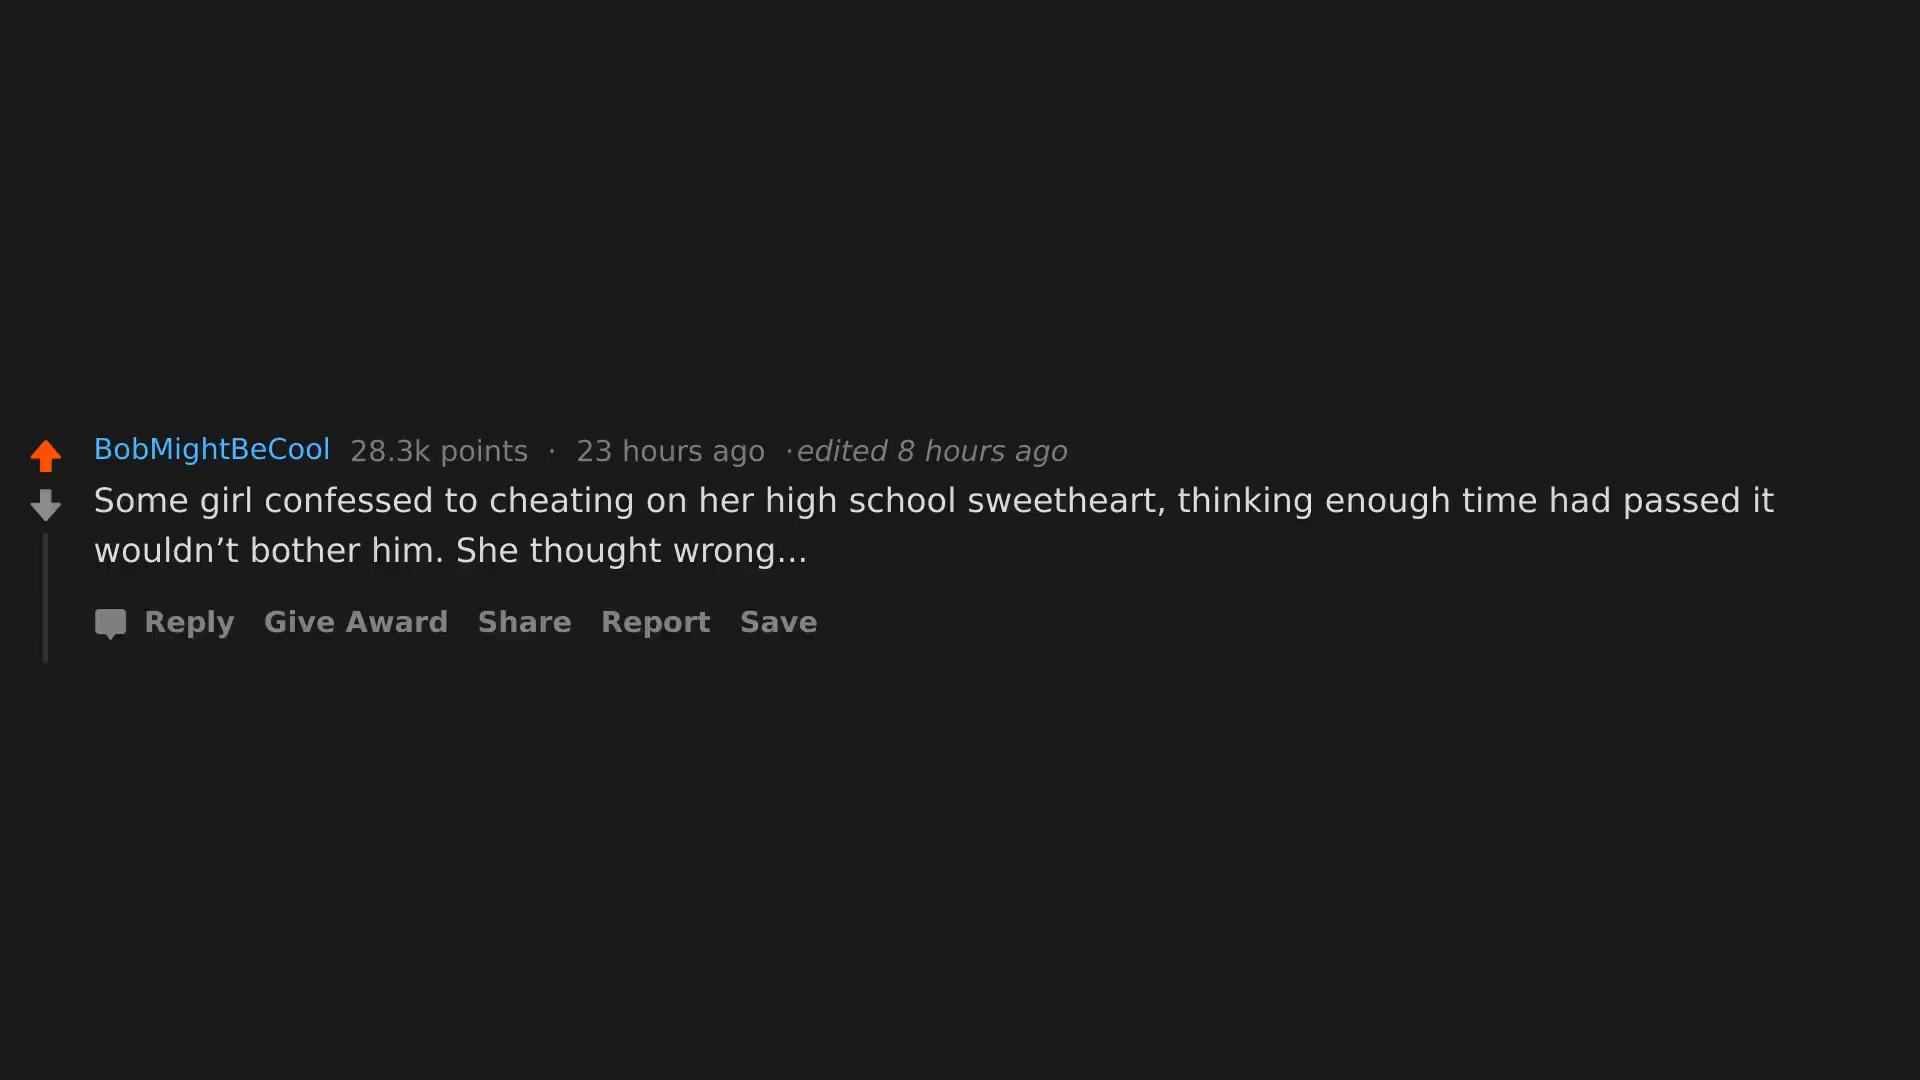 BobMightBeCool 28.3k points · 23 hours ago ·edited 8 hours ago
Some girl confessed to cheating on her high school sweetheart, thinking enough time had passed it
wouldn’t bother him. She thought wrong...
Reply Give Award Share Report Save